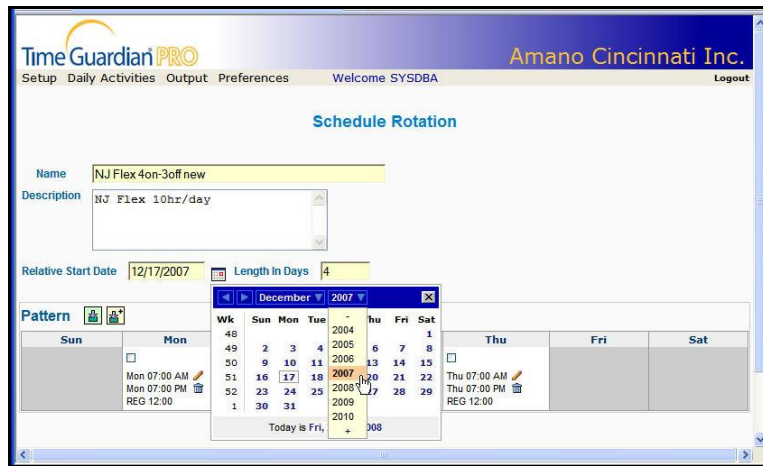 Time Guardian PRO
Amano Cincinnati Inc.
Setup Daily Activities Output Preferences Welcome SYSDBA Logout
Schedule Rotation
Name NJ Flex 4on-3off new
Description NJ Flex 10hr/day
Relative Start Date 12/17/2007 Length In Days 4
December 2007
Pattern
Wk Sun Mon Tue hu Fri Sat
48 1
49 2 3 4 6 7 8
50 9 10 11 13 14 15
51 16 17 18 20 21 22
52 23 24 25 27 28 29
1 30 31
Today is Fri, 008
-
2004
2005
2006
2007
2008
2009
2010
+
Sun Mon Thu Fri Sat
Mon 07:00 AM
Mon 07:00 PM
REG 12:00
Thu 07:00 AM
Thu 07:00 PM
REG 12:00